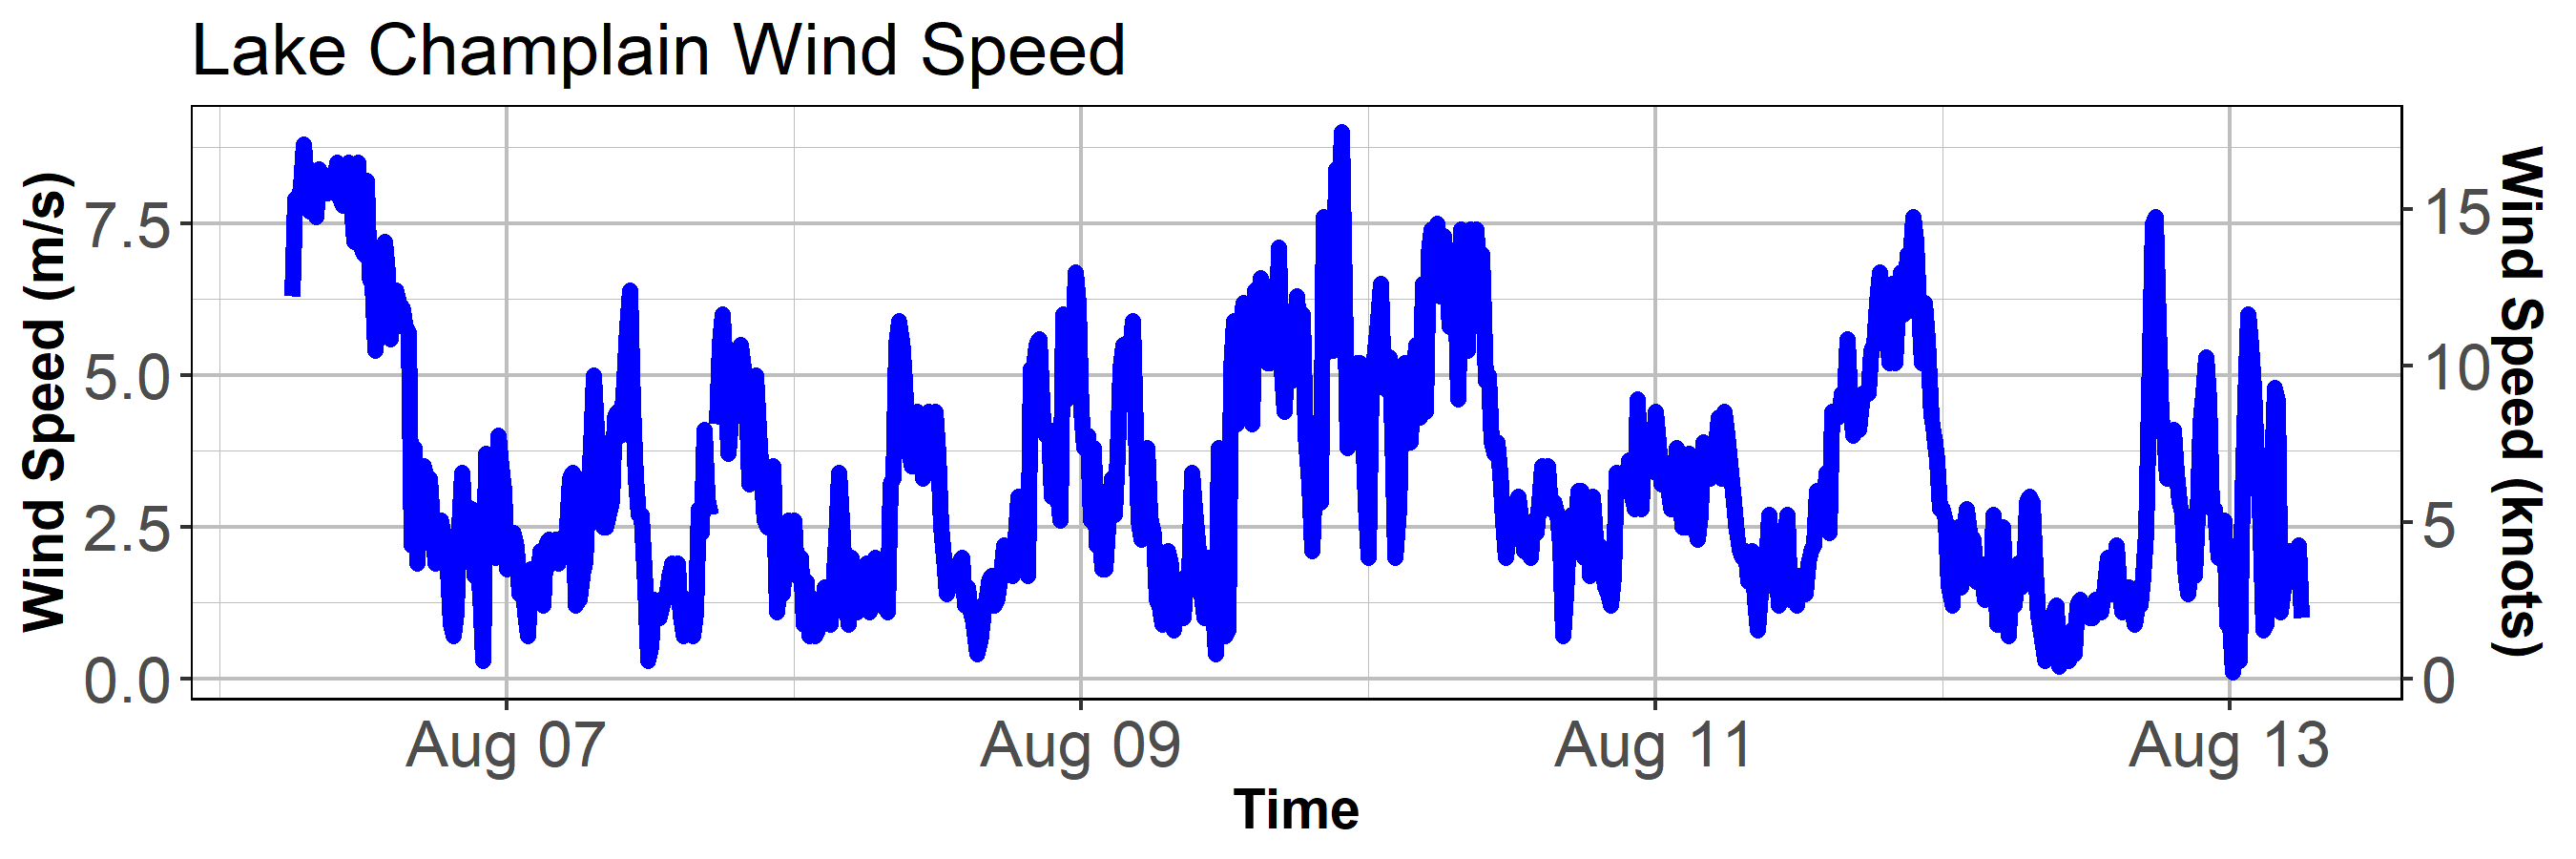 Lake Champlain Wind Speed
Wind Speed (m/s)
7.5
5.0
2.5
0.0
15
10
5
0
Wind Speed (knots)
Aug 07
Aug 09
Aug 11
Aug 13
Time